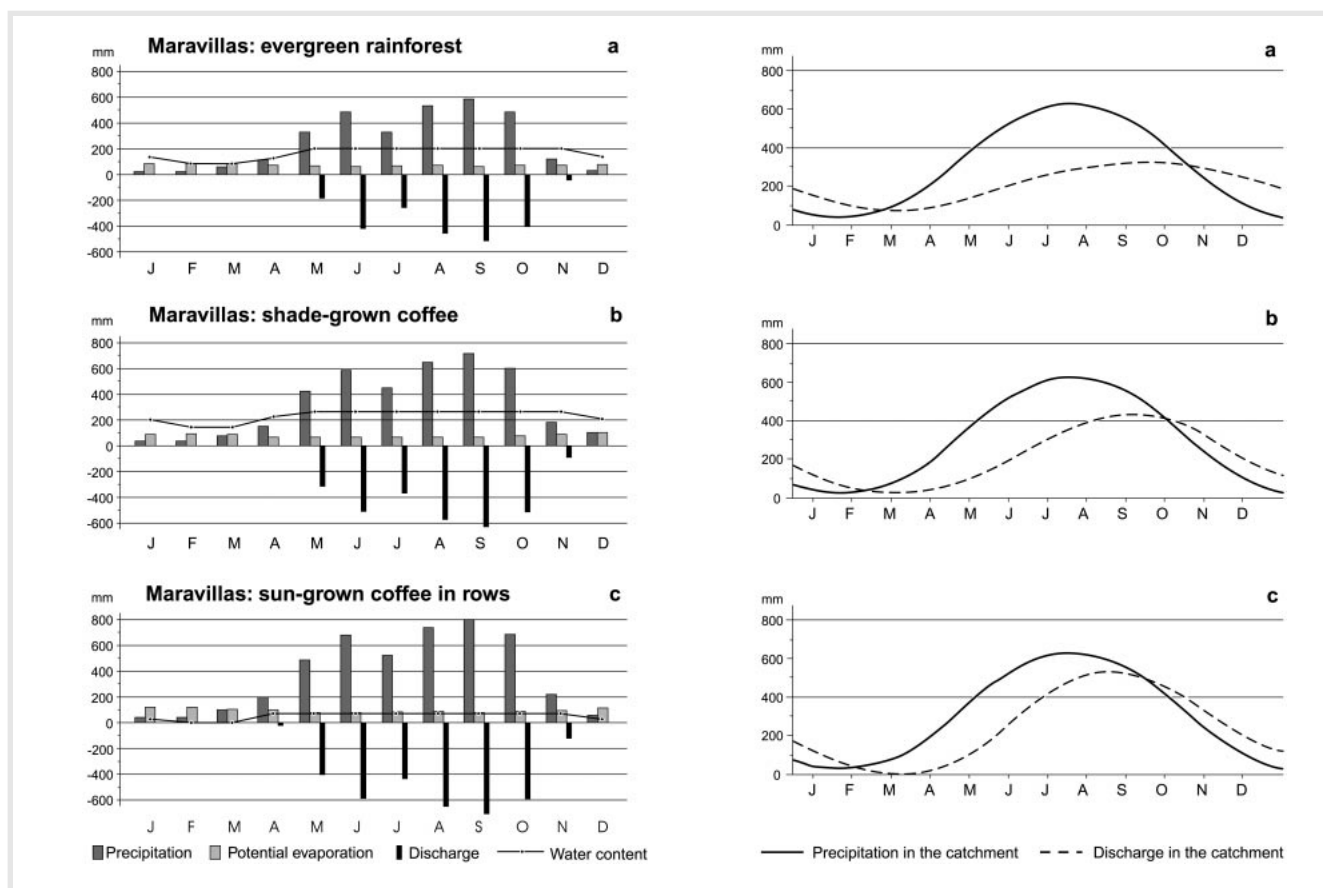 Maravillas: evergreen rainforest a
mm
800
600
400
200
0
-200
-400
-600
J F M A M J J A S O N D
a
mm
800
600
400
200
0
J F M A M J J A S O N D
Maravillas: shade-grown coffee b
mm
800
600
400
200
0
-200
-400
-600
J F M A M J J A S O N D
b
mm
800
600
400
200
0
J F M A M J J A S O N D
Maravillas: sun-grown coffee in rows c
mm
800
600
400
200
0
-200
-400
-600
J F M A M J J A S O N D
c
mm
800
600
400
200
0
J F M A M J J A S O N D
Precipitation Potential evaporation Discharge Water content
Precipitation in the catchment Discharge in the catchment